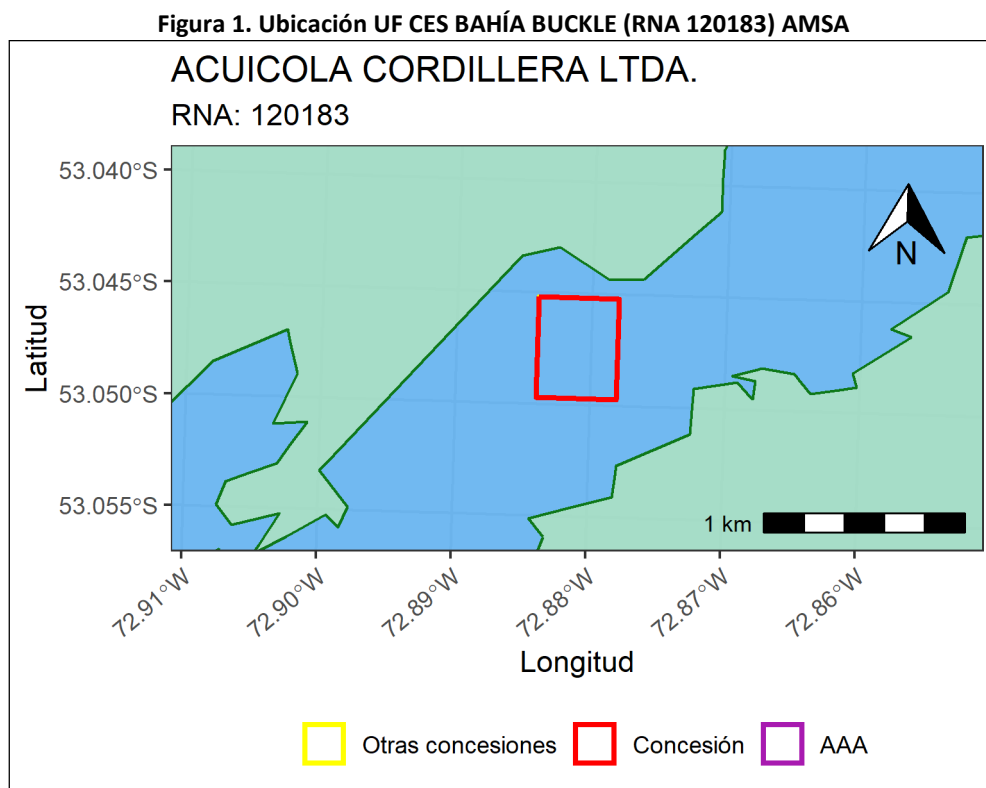 Figura 1. Ubicación UF CES BAHÍA BUCKLE (RNA 120183) AMSA
ACUICOLA CORDILLERA LTDA.
RNA: 120183
53.040°S
53.045°S
53.050°S
53.055°S
Latitud
N
1 km
72.91°W
72.90°W
72.89°W
72.88°W
72.87°W
72.86°W
Longitud
Otras concesiones
Concesión
AAA